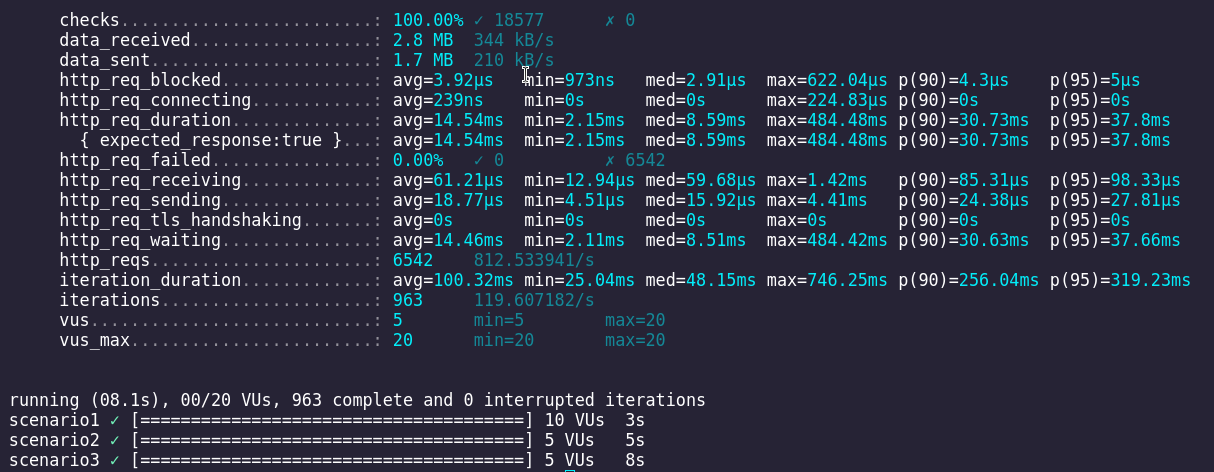 checks.........................: 100.00% ✓ 18577      ✗ 0
data_received..................: 2.8 MB  344 kB/s
data_sent......................: 1.7 MB  210 kB/s
http_req_blocked...............: avg=3.92µs   min=973ns   med=2.91µs  max=622.04µs p(90)=4.3µs    p(95)=5µs
http_req_connecting............: avg=239ns    min=0s      med=0s      max=224.83µs p(90)=0s       p(95)=0s
http_req_duration..............: avg=14.54ms  min=2.15ms  med=8.59ms  max=484.48ms p(90)=30.73ms  p(95)=37.8ms
  { expected_response:true }...: avg=14.54ms  min=2.15ms  med=8.59ms  max=484.48ms p(90)=30.73ms  p(95)=37.8ms
http_req_failed................: 0.00%   ✓ 0          ✗ 6542
http_req_receiving.............: avg=61.21µs  min=12.94µs med=59.68µs max=1.42ms   p(90)=85.31µs  p(95)=98.33µs
http_req_sending...............: avg=18.77µs  min=4.51µs  med=15.92µs max=4.41ms   p(90)=24.38µs  p(95)=27.81µs
http_req_tls_handshaking.......: avg=0s       min=0s      med=0s      max=0s       p(90)=0s       p(95)=0s
http_req_waiting...............: avg=14.46ms  min=2.11ms  med=8.51ms  max=484.42ms p(90)=30.63ms  p(95)=37.66ms
http_reqs......................: 6542    812.533941/s
iteration_duration.............: avg=100.32ms min=25.04ms med=48.15ms max=746.25ms p(90)=256.04ms p(95)=319.23ms
iterations.....................: 963     119.607182/s
vus............................: 5       min=5        max=20
vus_max........................: 20      min=20       max=20
running (08.1s), 00/20 VUs, 963 complete and 0 interrupted iterations
scenario1 ✓ [======================================] 10 VUs  3s
scenario2 ✓ [======================================] 5 VUs   5s
scenario3 ✓ [======================================] 5 VUs   8s